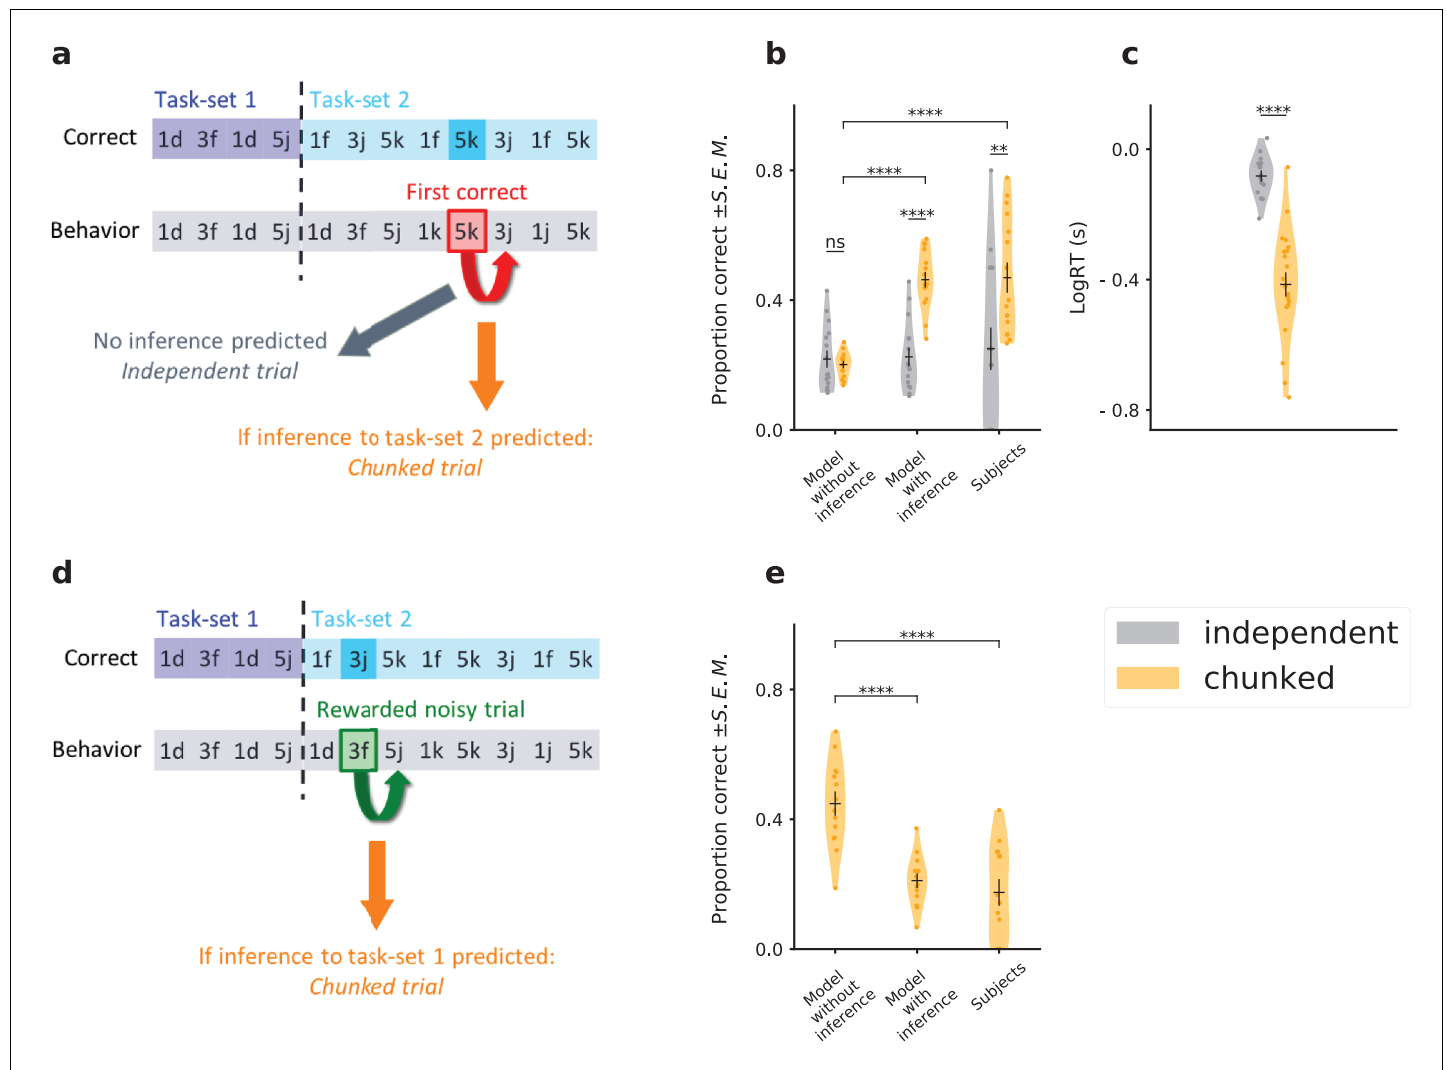 a
Task-set 1 Task-set 2
Correct 1d 3f 1d 5j 1f 3j 5k 1f 5k 3j 1f 5k
First correct
Behavior 1d 3f 1d 5j 1d 3f 5j 1k 5k 3j 1j 5k
No inference predicted
Independent trial
If inference to task-set 2 predicted:
Chunked trial
b
Proportion correct ±S.E.M.
0.8
0.4
0.0
ns
****
****
****
**
Model without inference
Model with inference
Subjects
c
LogRT (s)
0.0
- 0.4
- 0.8
****
d
Task-set 1 Task-set 2
Correct 1d 3f 1d 5j 1f 3j 5k 1f 5k 3j 1f 5k
Rewarded noisy trial
Behavior 1d 3f 1d 5j 1d 3f 5j 1k 5k 3j 1j 5k
If inference to task-set 1 predicted:
Chunked trial
e
Proportion correct ±S.E.M.
0.8
0.4
0.0
****
****
Model without inference
Model with inference
Subjects
independent
chunked